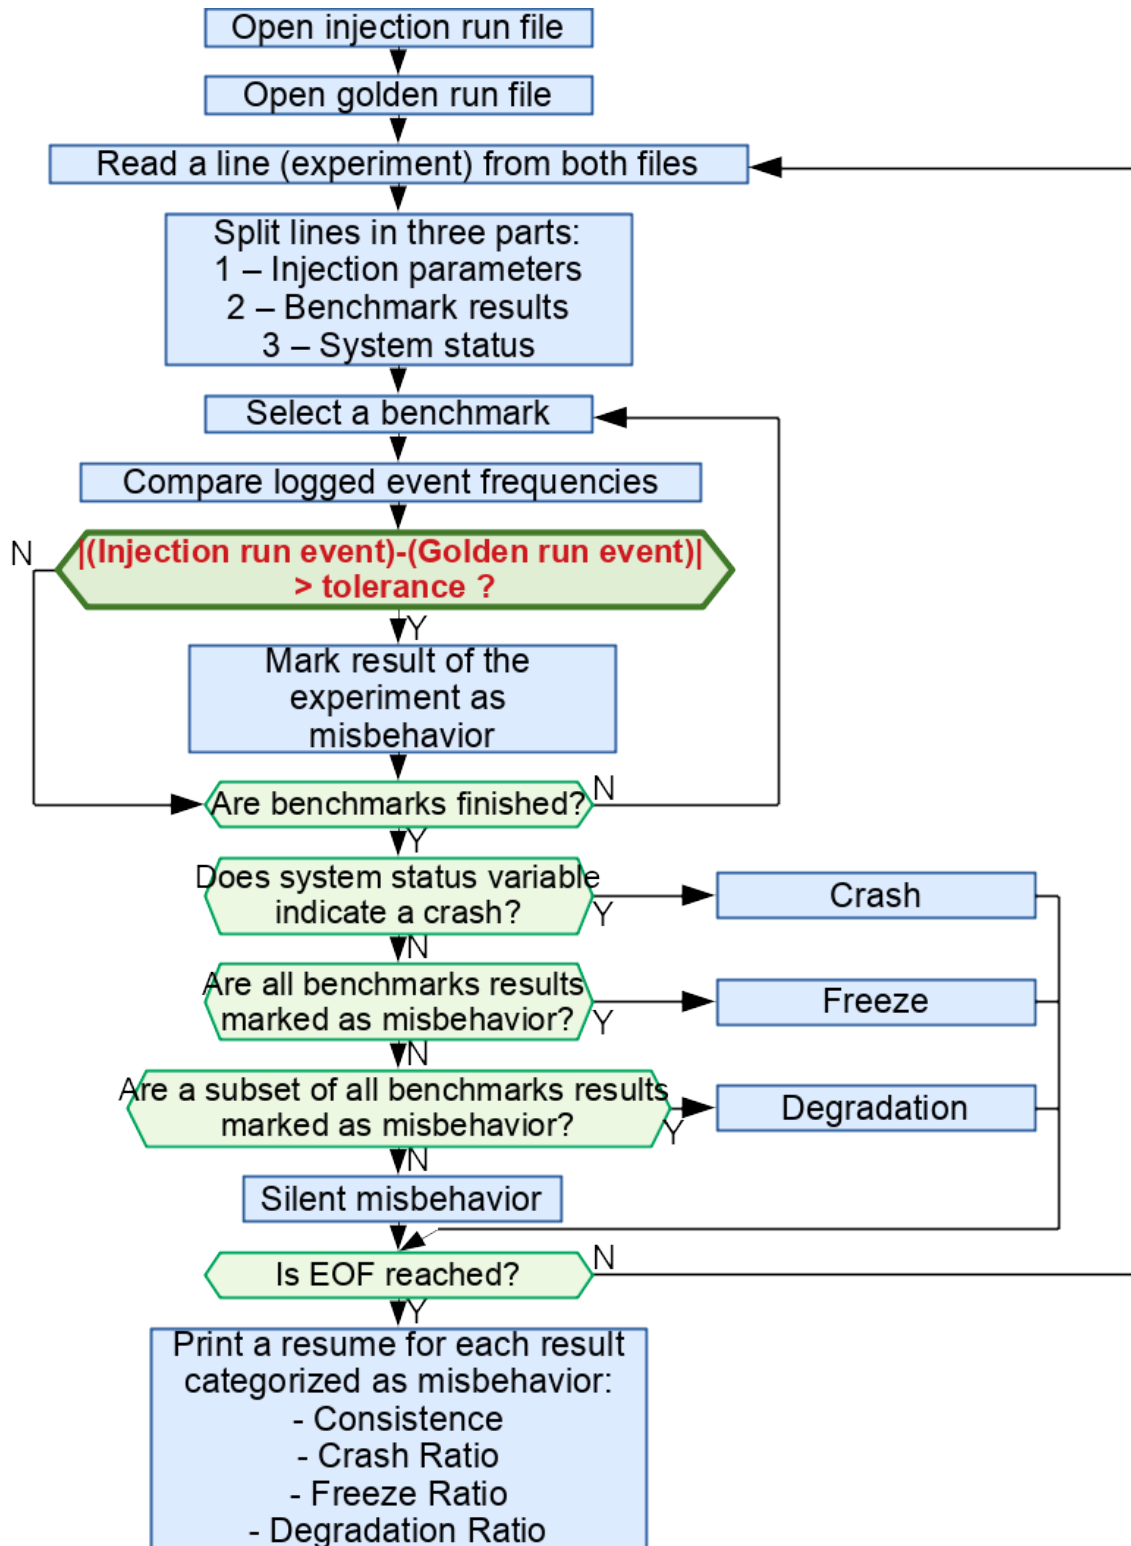 Open injection run file
Open golden run file
Read a line (experiment) from both files
Split lines in three parts:
1 – Injection parameters
2 – Benchmark results
3 – System status
Select a benchmark
Compare logged event frequencies
N
|(Injection run event)-(Golden run event)|
> tolerance ?
Y
Mark result of the
experiment as
misbehavior
Are benchmarks finished?
N
Y
Does system status variable
indicate a crash?
Y
Crash
N
Are all benchmarks results
marked as misbehavior?
Y
Freeze
N
Are a subset of all benchmarks results
marked as misbehavior?
Y
Degradation
N
Silent misbehavior
Is EOF reached?
N
Y
Print a resume for each result
categorized as misbehavior:
- Consistence
- Crash Ratio
- Freeze Ratio
- Degradation Ratio